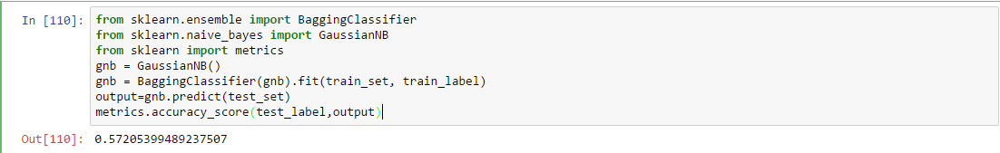 In [110]: from sklearn.ensemble import BaggingClassifier
from sklearn.naive_bayes import GaussianNB
from sklearn import metrics
gnb = GaussianNB()
gnb = BaggingClassifier(gnb).fit(train_set, train_label)
output=gnb.predict(test_set)
metrics.accuracy_score(test_label,output)
Out[110]: 0.57205399489237507